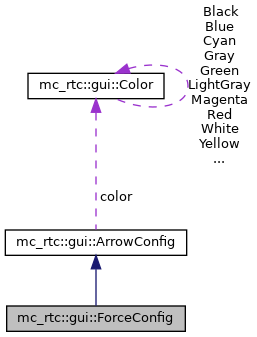 Black
Blue
Cyan
Gray
Green
LightGray
Magenta
Red
White
Yellow
...
mc_rtc::gui::Color
color
mc_rtc::gui::ArrowConfig
mc_rtc::gui::ForceConfig